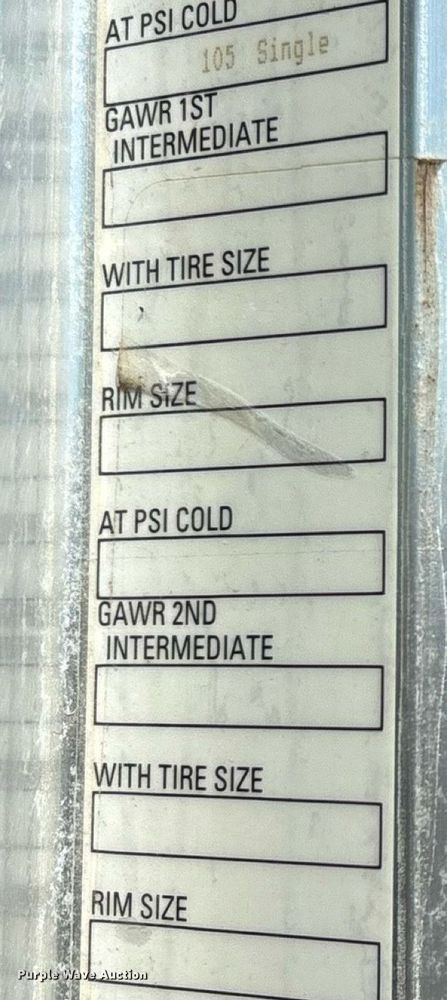 AT PSI COLD
105 Single
GAWR 1ST
INTERMEDIATE
WITH TIRE SIZE
RIM SIZE
AT PSI COLD
GAWR 2ND
INTERMEDIATE
WITH TIRE SIZE
RIM SIZE
Purple Wave Auction